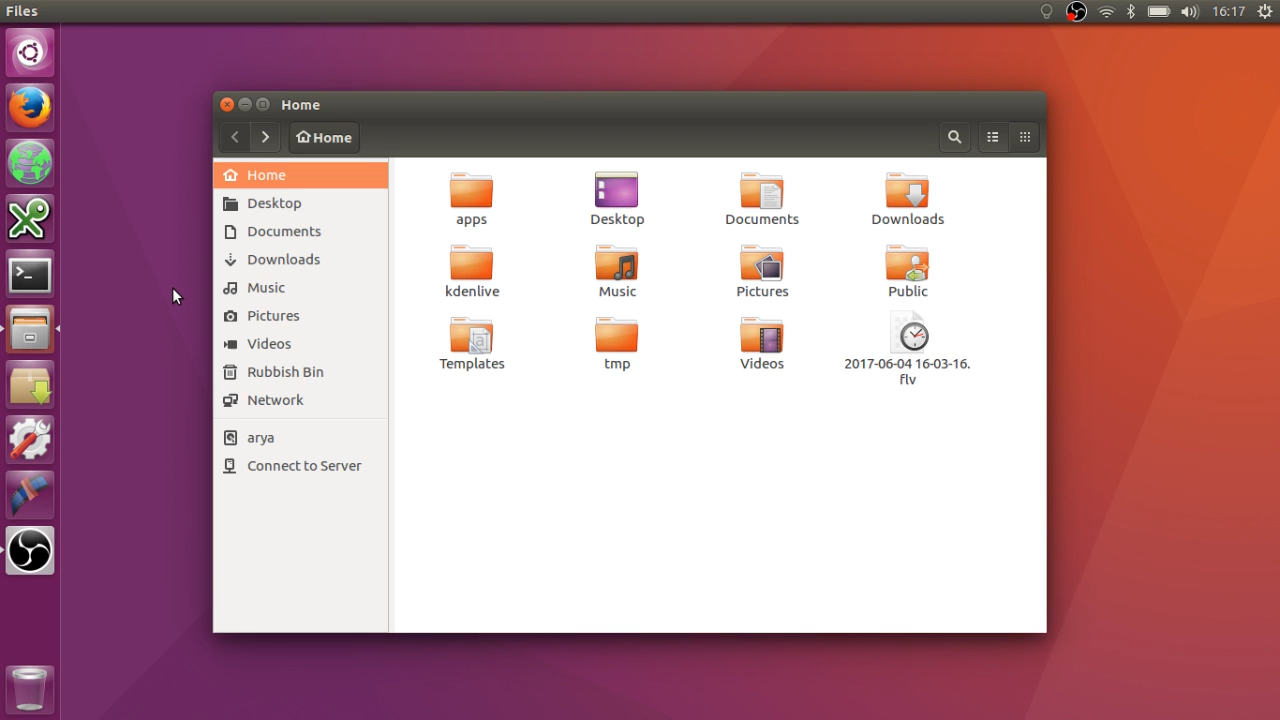 Files
16:17
Home
Home
Home
Desktop
Documents
Downloads
Music
Pictures
Videos
Rubbish Bin
Network
arya
Connect to Server
apps
Desktop
Documents
Downloads
kdenlive
Music
Pictures
Public
Templates
tmp
Videos
2017-06-04 16-03-16.
flv